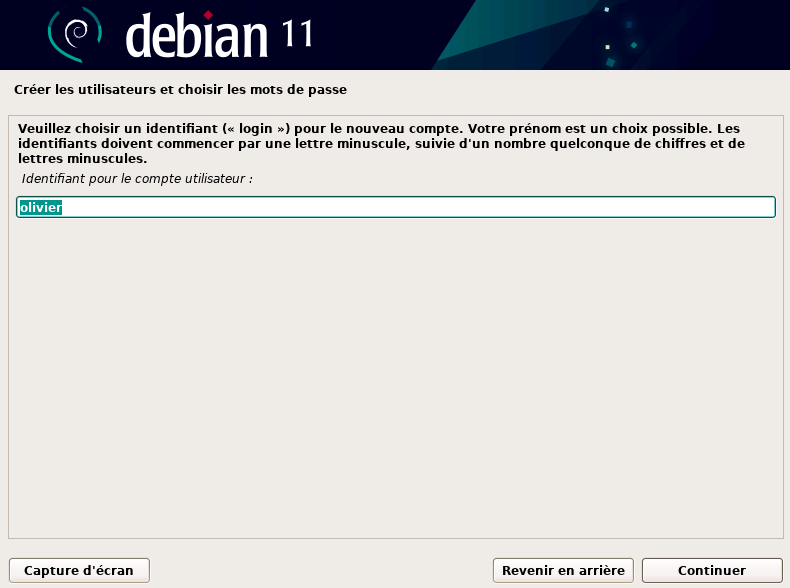 debian 11
Créer les utilisateurs et choisir les mots de passe
Veuillez choisir un identifiant (« login ») pour le nouveau compte. Votre prénom est un choix possible. Les
identifiants doivent commencer par une lettre minuscule, suivie d'un nombre quelconque de chiffres et de
lettres minuscules.
Identifiant pour le compte utilisateur :
olivier
Capture d'écran
Revenir en arrière
Continuer